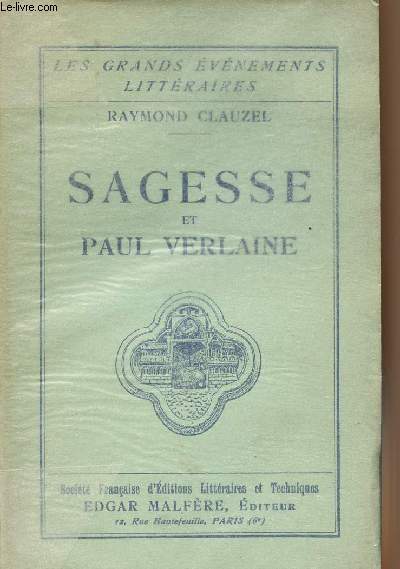 Le-Livre.com
LES GRANDS ÉVÉNEMENTS
LITTÉRAIRES
RAYMOND CLAUZEL
SAGESSE
ET
PAUL VERLAINE
Société Française d'Éditions Littéraires et Techniques
EDGAR MALFÈRE, ÉDITEUR
12, Rue Hautefeuille, PARIS (6e)